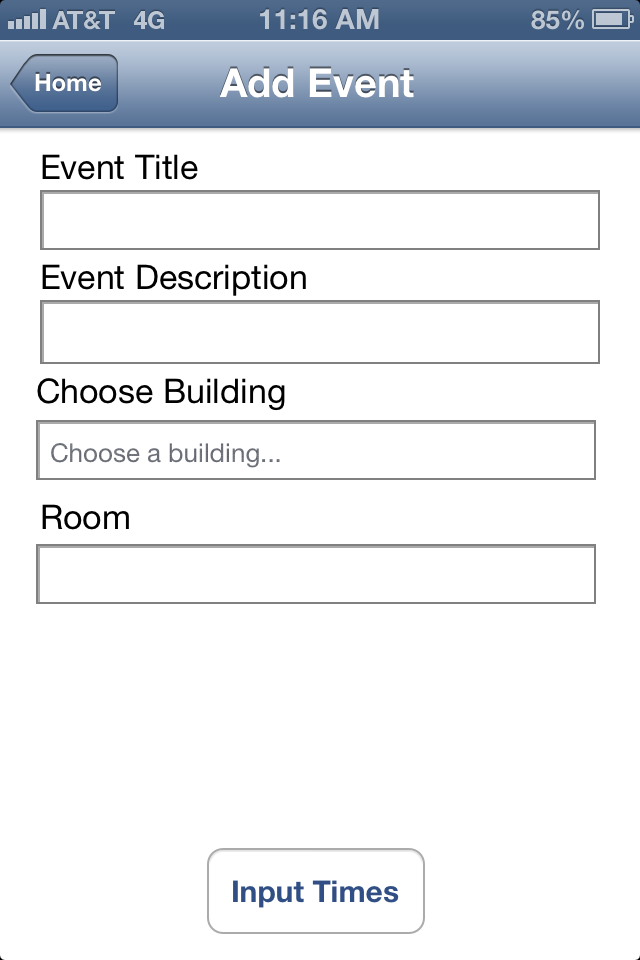 AT&T 4G 11:16 AM 85%
Home Add Event
Event Title
Event Description
Choose Building
Choose a building...
Room
Input Times